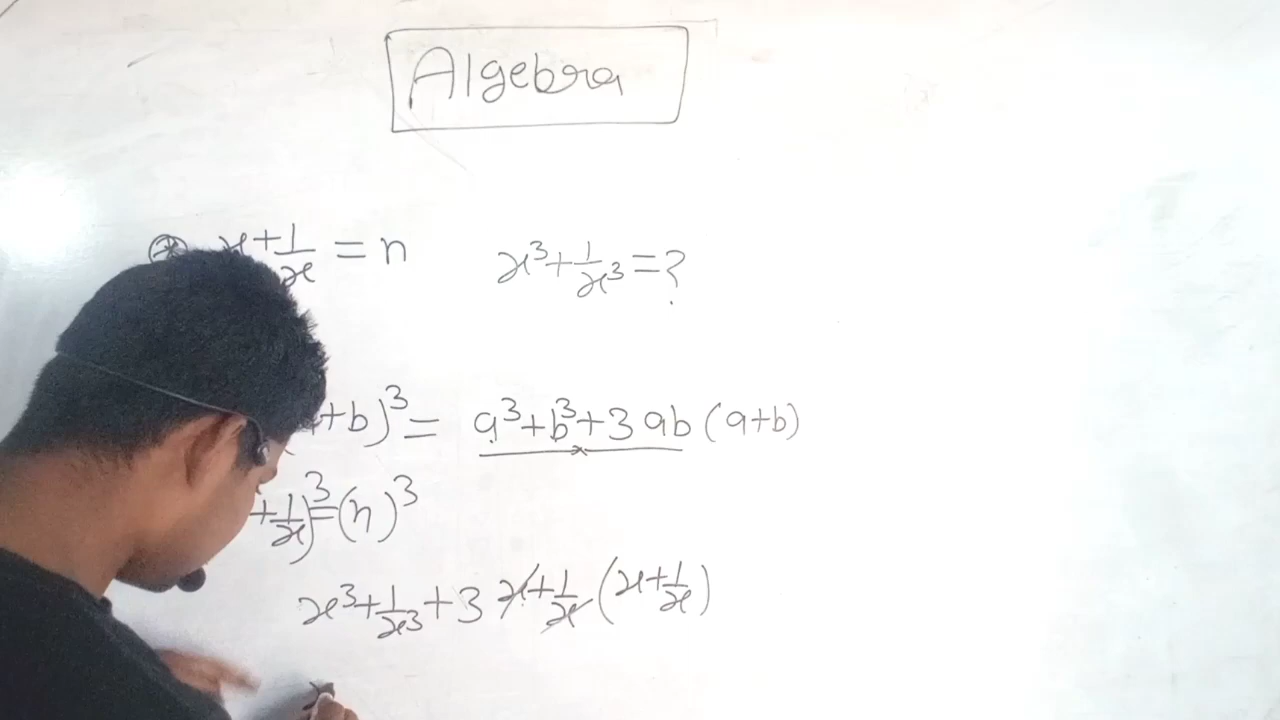 Algebra
⊛ x+1/x = n x³+1/x³ = ?
+b)³ = a³+b³+3ab(a+b)
+1/x)³=(n)³
x³+1/x³+3 x+1/x (x+1/x)
x